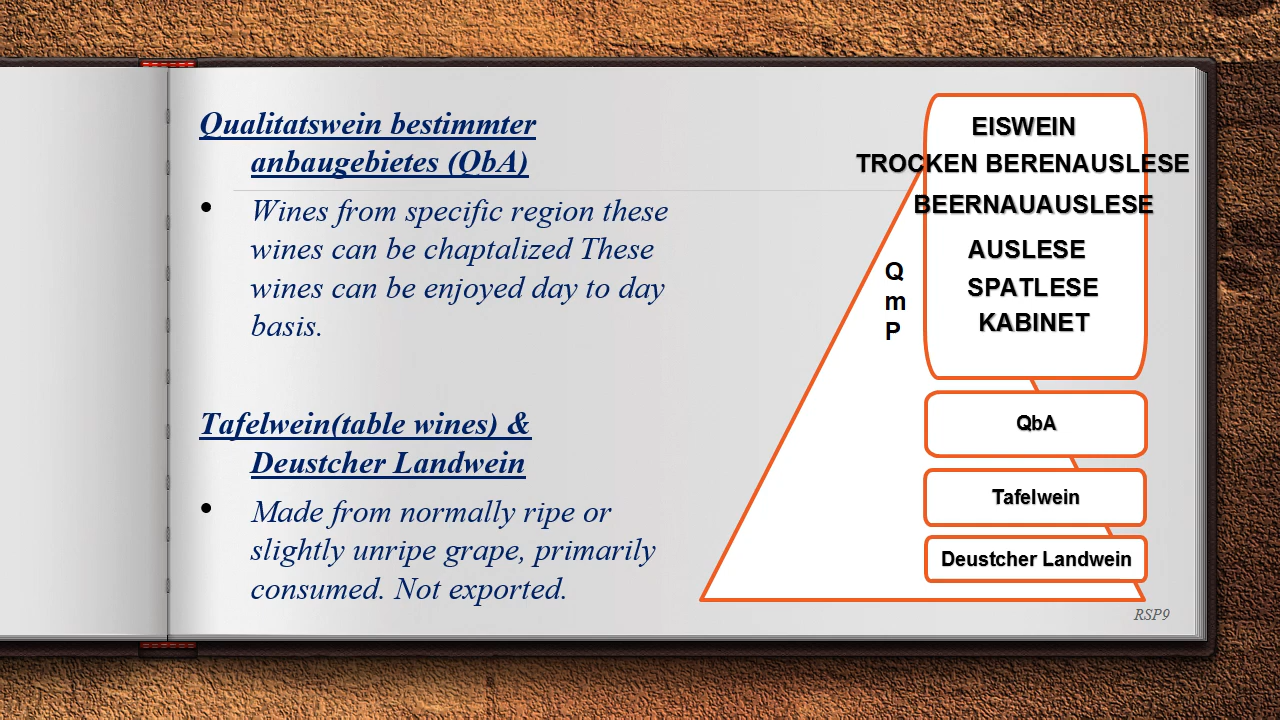 Qualitatswein bestimmter
anbaugebietes (QbA)
• Wines from specific region these
wines can be chaptalized These
wines can be enjoyed day to day
basis.
Tafelwein(table wines) &
Deustcher Landwein
• Made from normally ripe or
slightly unripe grape, primarily
consumed. Not exported.
EISWEIN
TROCKEN BERENAUSLESE
BEERNAUAUSLESE
AUSLESE
SPATLESE
KABINET
Q
m
P
QbA
Tafelwein
Deustcher Landwein
RSP9